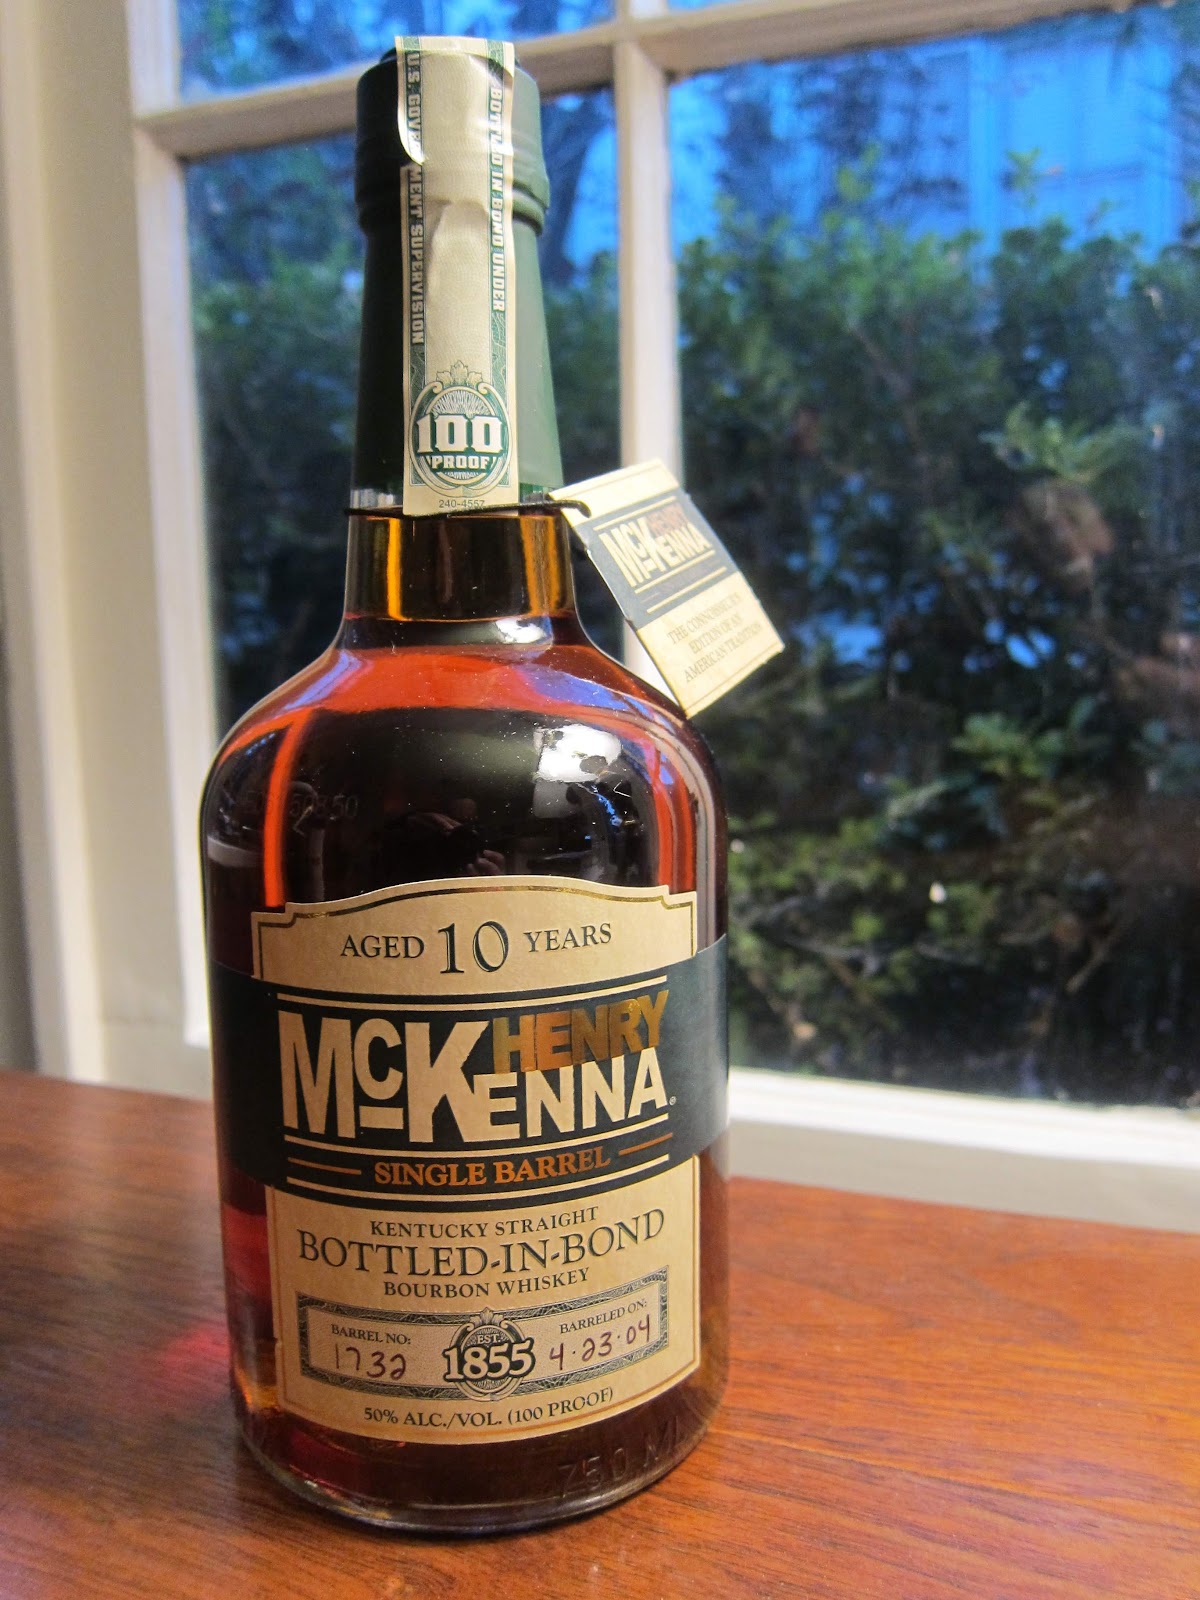 BOTTLED IN BOND UNDER
U.S. GOVERNMENT SUPERVISION
100
PROOF
240-4557
HENRY
McKENNA
THE CONNOISSEUR'S
EDITION OF AN
AMERICAN TRADITION
AGED 10 YEARS
HENRY
McKENNA®
SINGLE BARREL
KENTUCKY STRAIGHT
BOTTLED-IN-BOND
BOURBON WHISKEY
BARREL NO:
1732
EST.
1855
BARRELED ON:
4·23·04
50% ALC./VOL. (100 PROOF)
750 ML